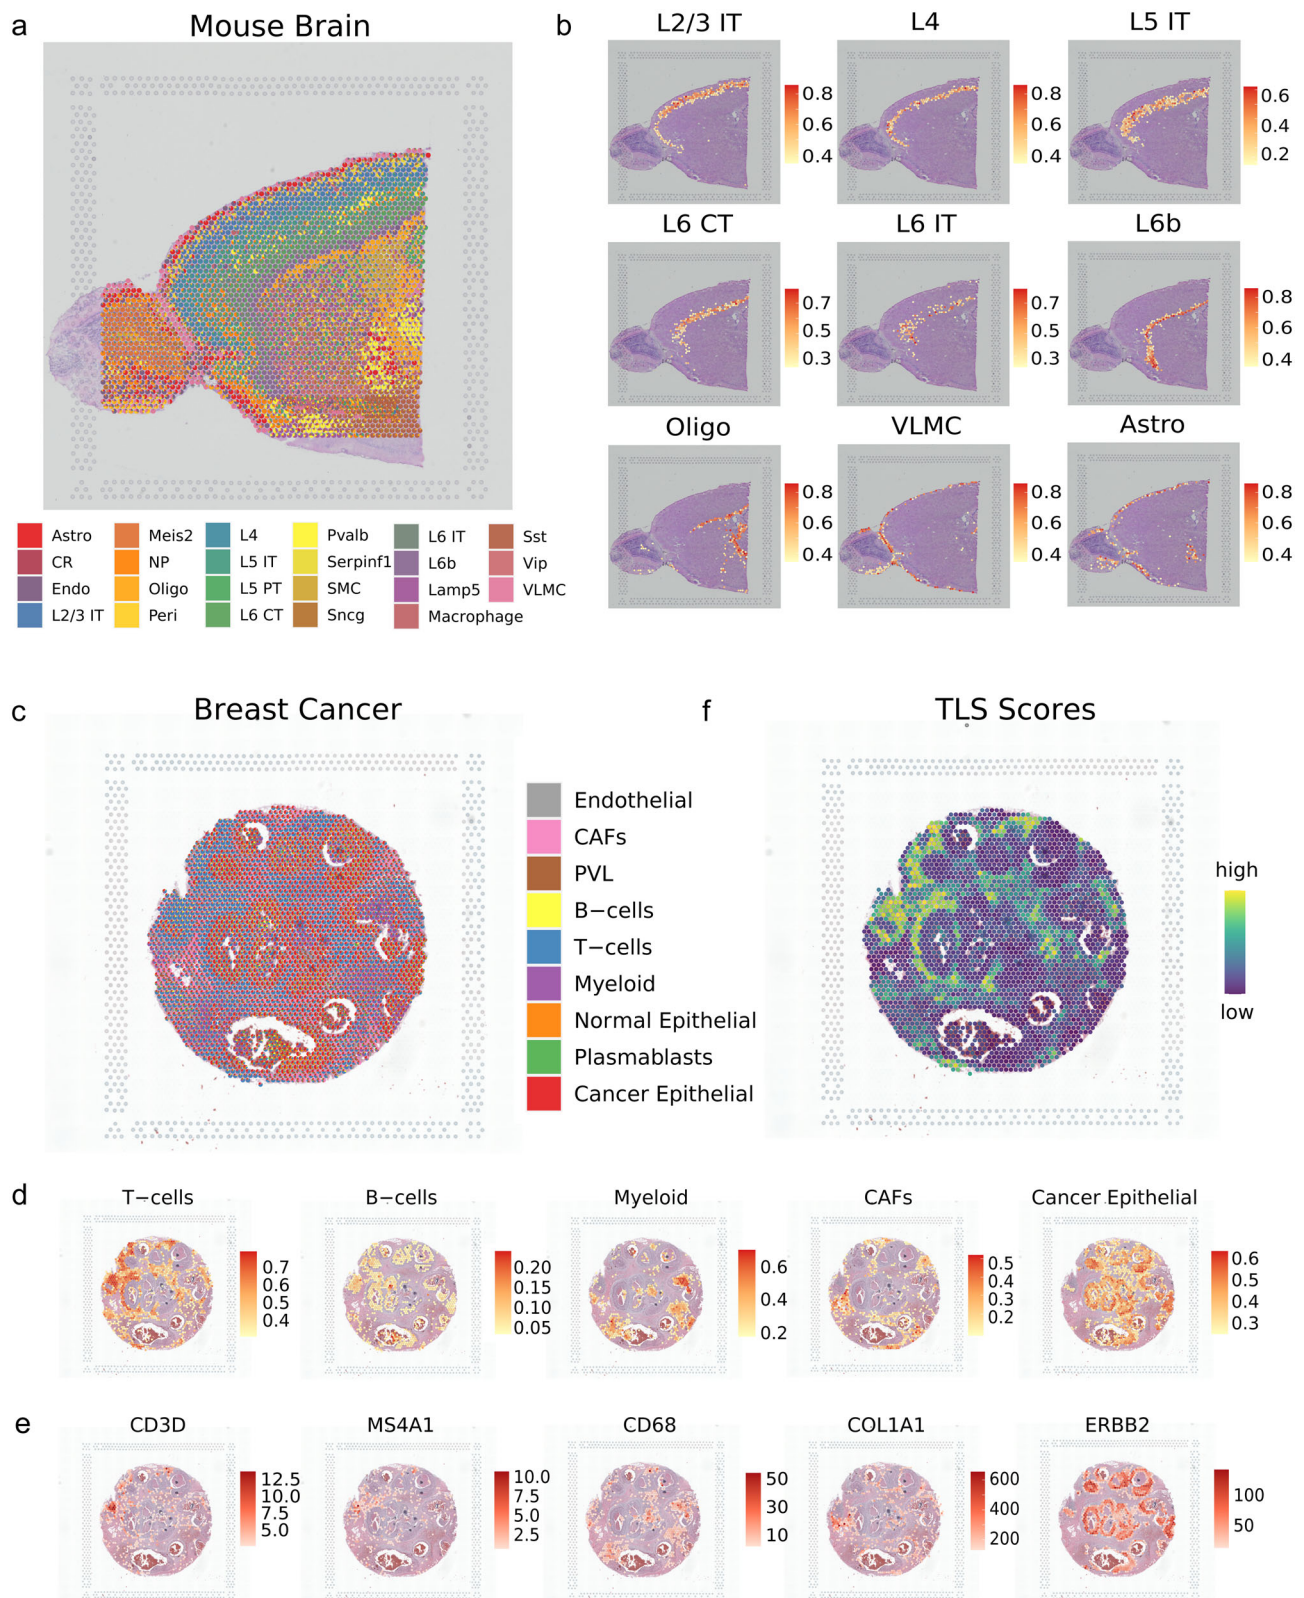 a
Mouse Brain
Astro
CR
Endo
L2/3 IT
Meis2
NP
Oligo
Peri
L4
L5 IT
L5 PT
L6 CT
Pvalb
Serpinf1
SMC
Sncg
L6 IT
L6b
Lamp5
Macrophage
Sst
Vip
VLMC
b
L2/3 IT
0.8
0.6
0.4
L4
0.8
0.6
0.4
L5 IT
0.6
0.4
0.2
L6 CT
0.7
0.5
0.3
L6 IT
0.7
0.5
0.3
L6b
0.8
0.6
0.4
Oligo
0.8
0.6
0.4
VLMC
0.8
0.6
0.4
Astro
0.8
0.6
0.4
c
Breast Cancer
Endothelial
CAFs
PVL
B−cells
T−cells
Myeloid
Normal Epithelial
Plasmablasts
Cancer Epithelial
f
TLS Scores
high
low
d
T−cells
0.7
0.6
0.5
0.4
B−cells
0.20
0.15
0.10
0.05
Myeloid
0.6
0.4
0.2
CAFs
0.5
0.4
0.3
0.2
Cancer Epithelial
0.6
0.5
0.4
0.3
e
CD3D
12.5
10.0
7.5
5.0
MS4A1
10.0
7.5
5.0
2.5
CD68
50
30
10
COL1A1
600
400
200
ERBB2
100
50